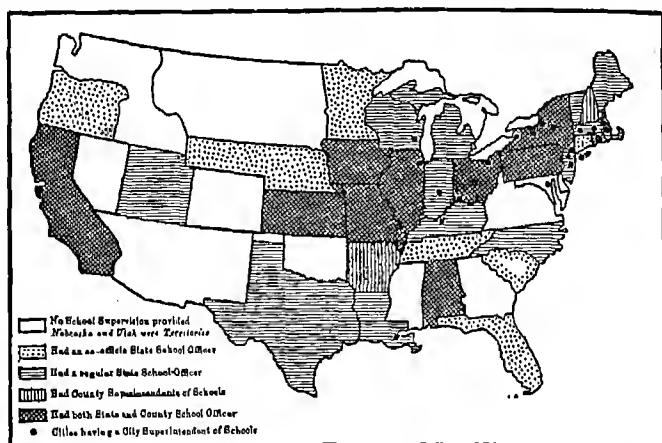 No School Supervision provided
Nebraska and Utah were Territories
Had an ex-officio State School Officer
Had a regular State School-Officer
Had County Superintendents of Schools
Had both State and County School Officer
Cities having a City Superintendent of Schools